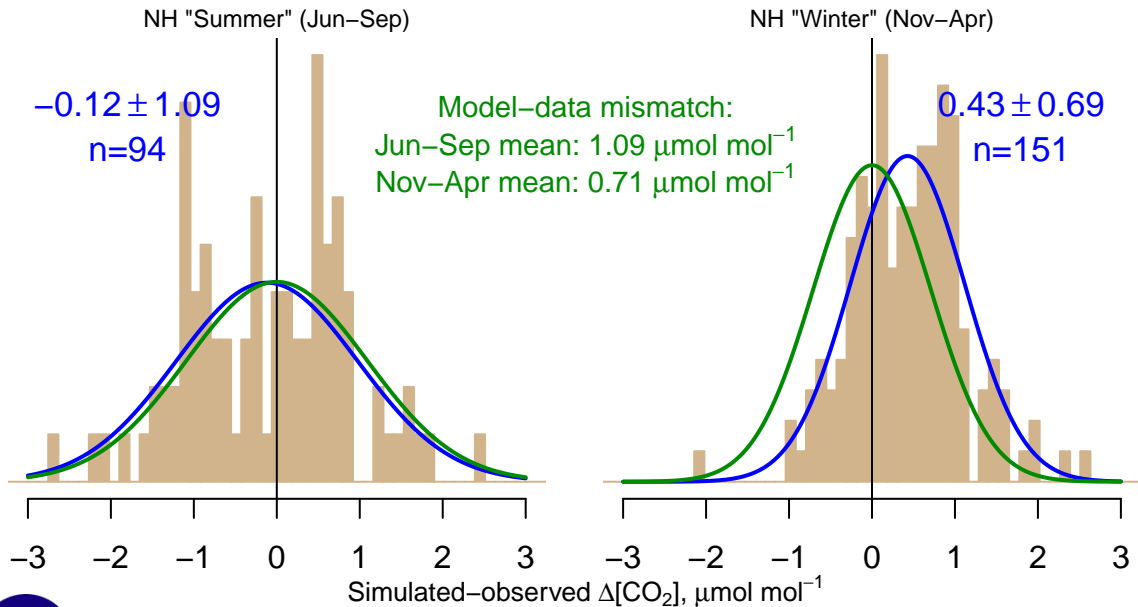 NH "Summer" (Jun−Sep)
−0.12 ± 1.09
n=94
Model−data mismatch:
Jun−Sep mean: 1.09 μmol mol⁻¹
Nov−Apr mean: 0.71 μmol mol⁻¹
NH "Winter" (Nov−Apr)
0.43 ± 0.69
n=151
−3 −2 −1 0 1 2 3
−3 −2 −1 0 1 2 3
Simulated−observed Δ[CO₂], μmol mol⁻¹